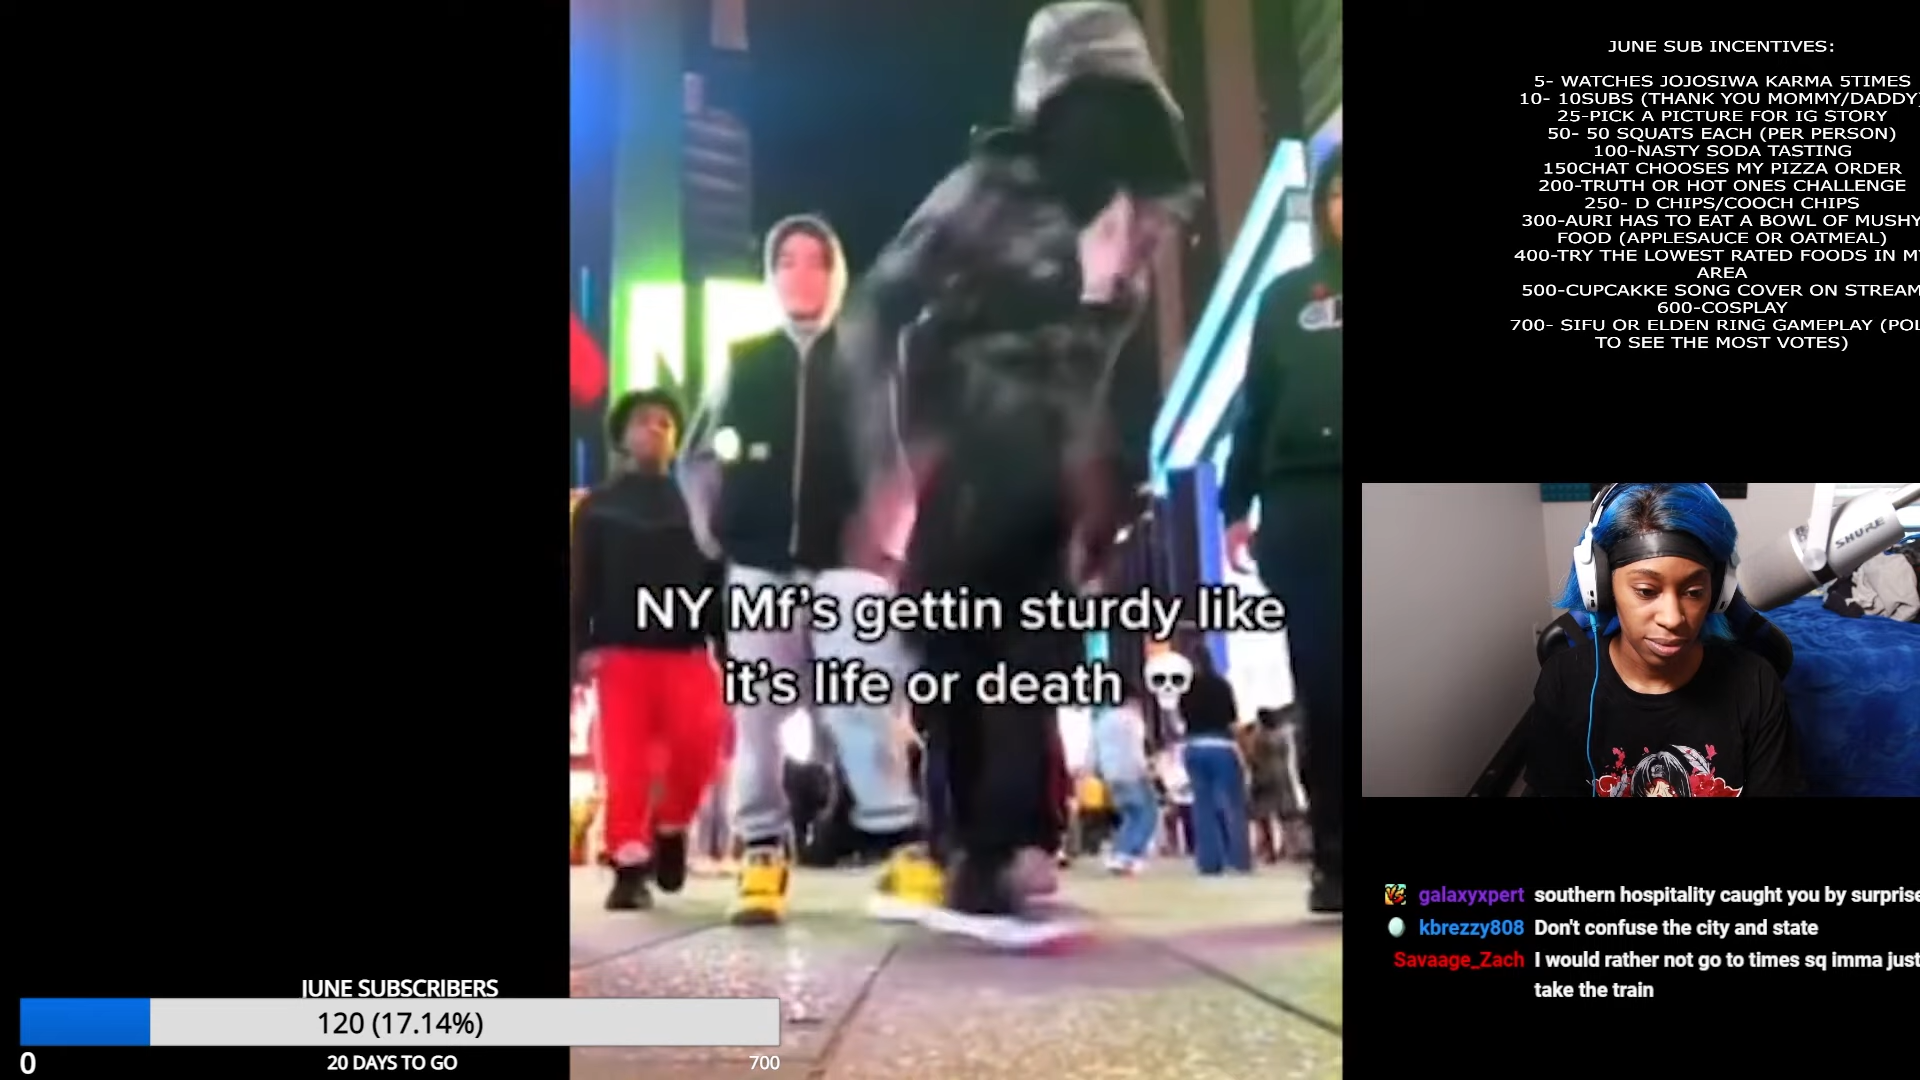 JUNE SUB INCENTIVES:
5- WATCHES JOJOSIWA KARMA 5TIMES
10- 10SUBS (THANK YOU MOMMY/DADDY)
25-PICK A PICTURE FOR IG STORY
50- 50 SQUATS EACH (PER PERSON)
100-NASTY SODA TASTING
150CHAT CHOOSES MY PIZZA ORDER
200-TRUTH OR HOT ONES CHALLENGE
250- D CHIPS/COOCH CHIPS
300-AURI HAS TO EAT A BOWL OF MUSHY
FOOD (APPLESAUCE OR OATMEAL)
400-TRY THE LOWEST RATED FOODS IN MY
AREA
500-CUPCAKKE SONG COVER ON STREAM
600-COSPLAY
700- SIFU OR ELDEN RING GAMEPLAY (POL
TO SEE THE MOST VOTES)
NY Mf's gettin sturdy like
it's life or death 💀
SHURE
galaxyxpert southern hospitality caught you by surprise
kbrezzy808 Don't confuse the city and state
Savaage_Zach I would rather not go to times sq imma just
take the train
JUNE SUBSCRIBERS
120 (17.14%)
0 20 DAYS TO GO 700